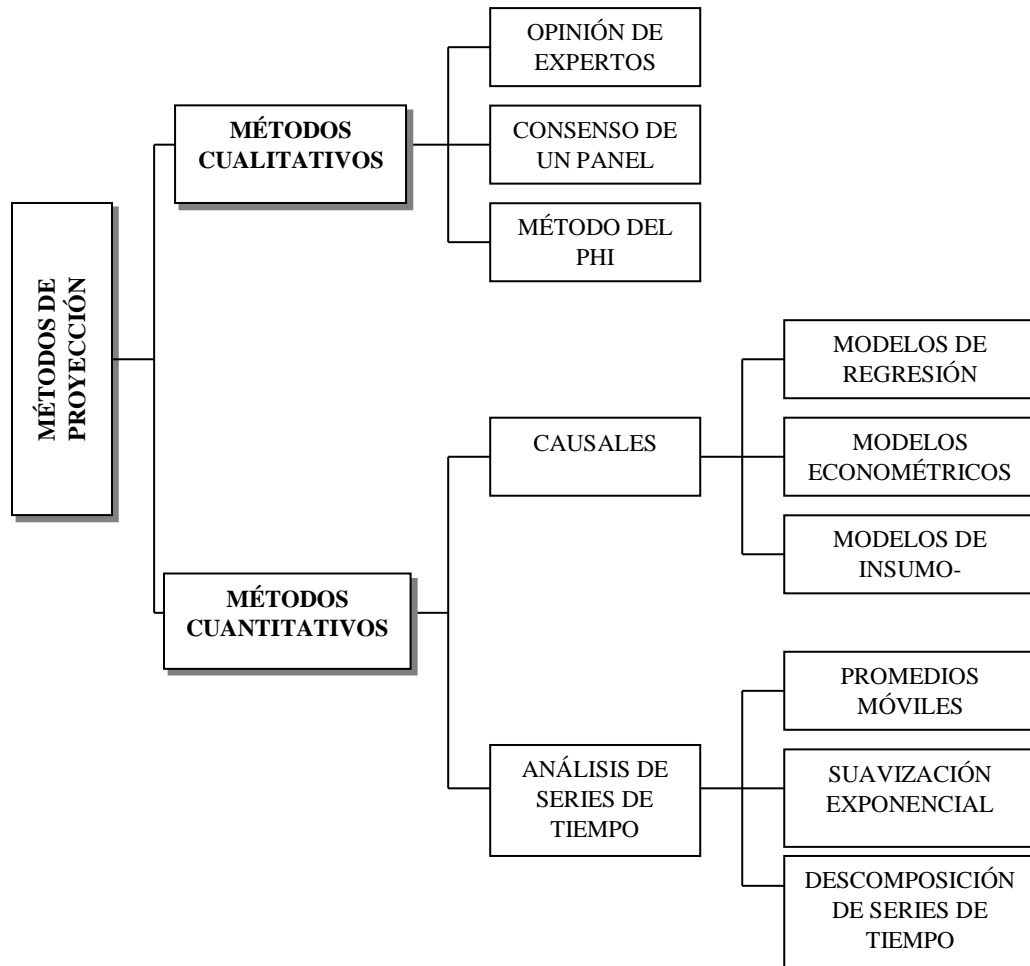 MÉTODOS DE
PROYECCIÓN
MÉTODOS
CUALITATIVOS
OPINIÓN DE
EXPERTOS
CONSENSO DE
UN PANEL
MÉTODO DEL
PHI
MÉTODOS
CUANTITATIVOS
CAUSALES
MODELOS DE
REGRESIÓN
MODELOS
ECONOMÉTRICOS
MODELOS DE
INSUMO-
ANÁLISIS DE
SERIES DE
TIEMPO
PROMEDIOS
MÓVILES
SUAVIZACIÓN
EXPONENCIAL
DESCOMPOSICIÓN
DE SERIES DE
TIEMPO